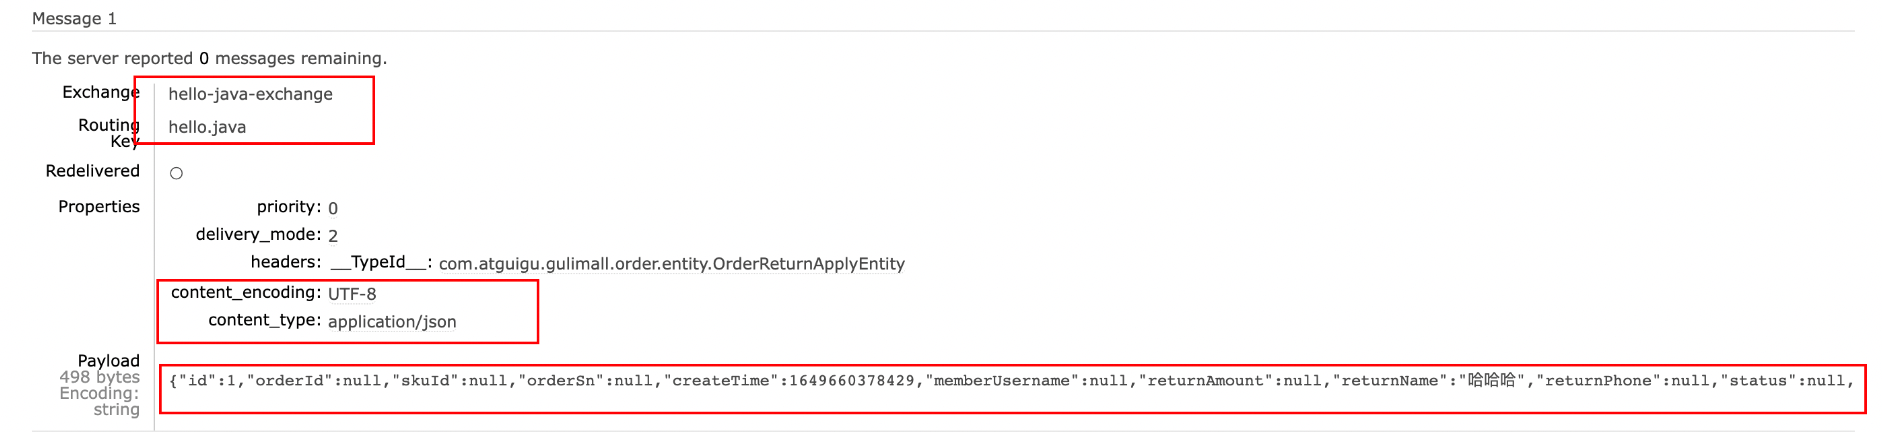 Message 1
The server reported 0 messages remaining.
Exchange hello-java-exchange
Routing Key hello.java
Redelivered
Properties priority: 0
delivery_mode: 2
headers: __TypeId__: com.atguigu.gulimall.order.entity.OrderReturnApplyEntity
content_encoding: UTF-8
content_type: application/json
Payload
498 bytes
Encoding: string
{"id":1,"orderId":null,"skuId":null,"orderSn":null,"createTime":1649660378429,"memberUsername":null,"returnAmount":null,"returnName":"哈哈哈","returnPhone":null,"status":null,